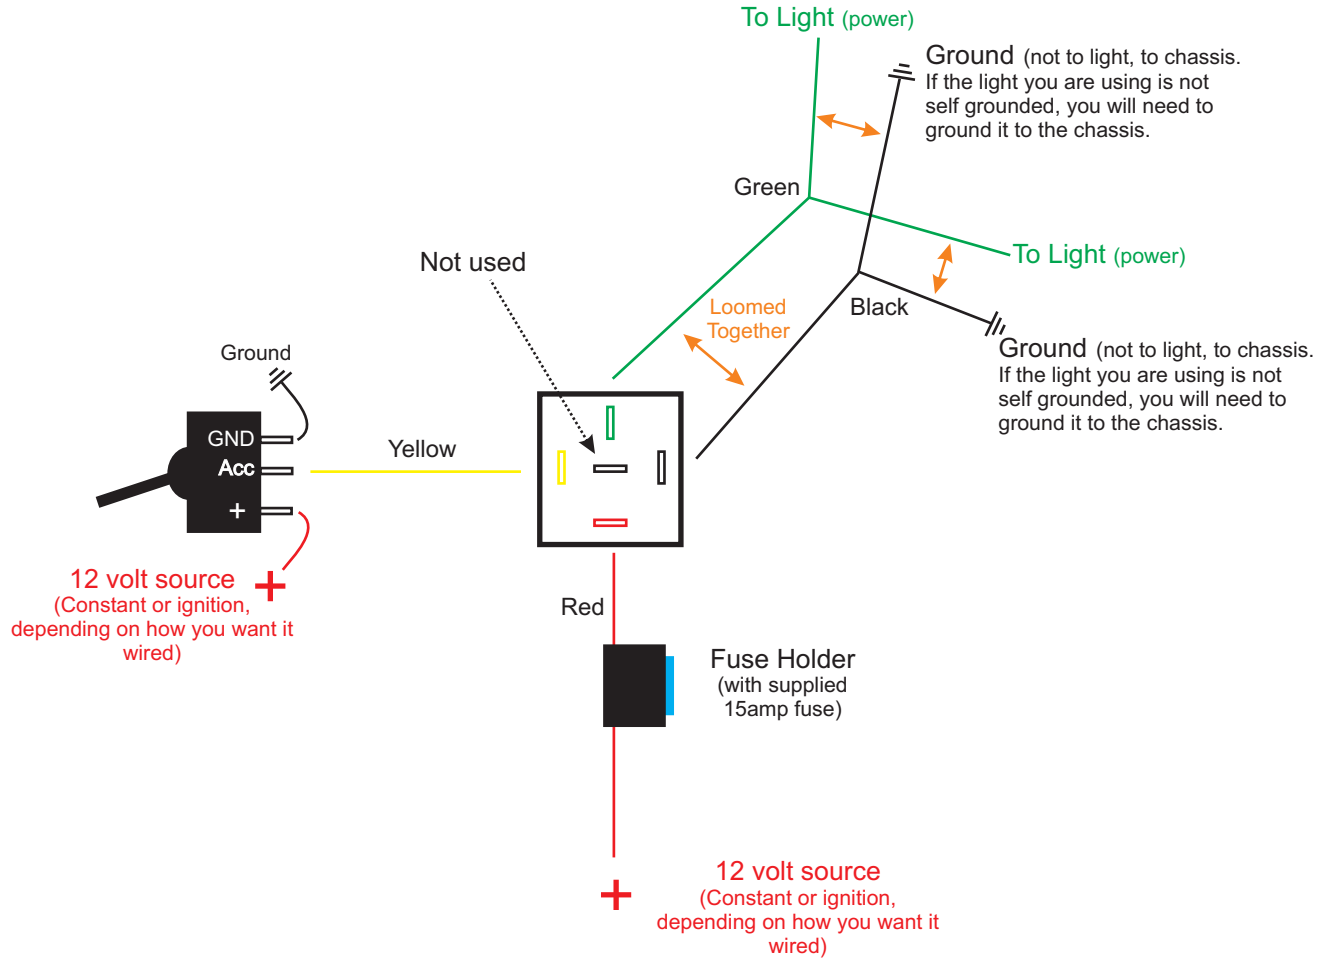 To Light (power)
Ground (not to light, to chassis.
If the light you are using is not
self grounded, you will need to
ground it to the chassis.
Green
To Light (power)
Not used
Loomed
Together
Black
Ground
Ground (not to light, to chassis.
If the light you are using is not
self grounded, you will need to
ground it to the chassis.
GND
Acc
+
Yellow
12 volt source +
(Constant or ignition,
depending on how you want it
wired)
Red
Fuse Holder
(with supplied
15amp fuse)
+
12 volt source
(Constant or ignition,
depending on how you want it
wired)